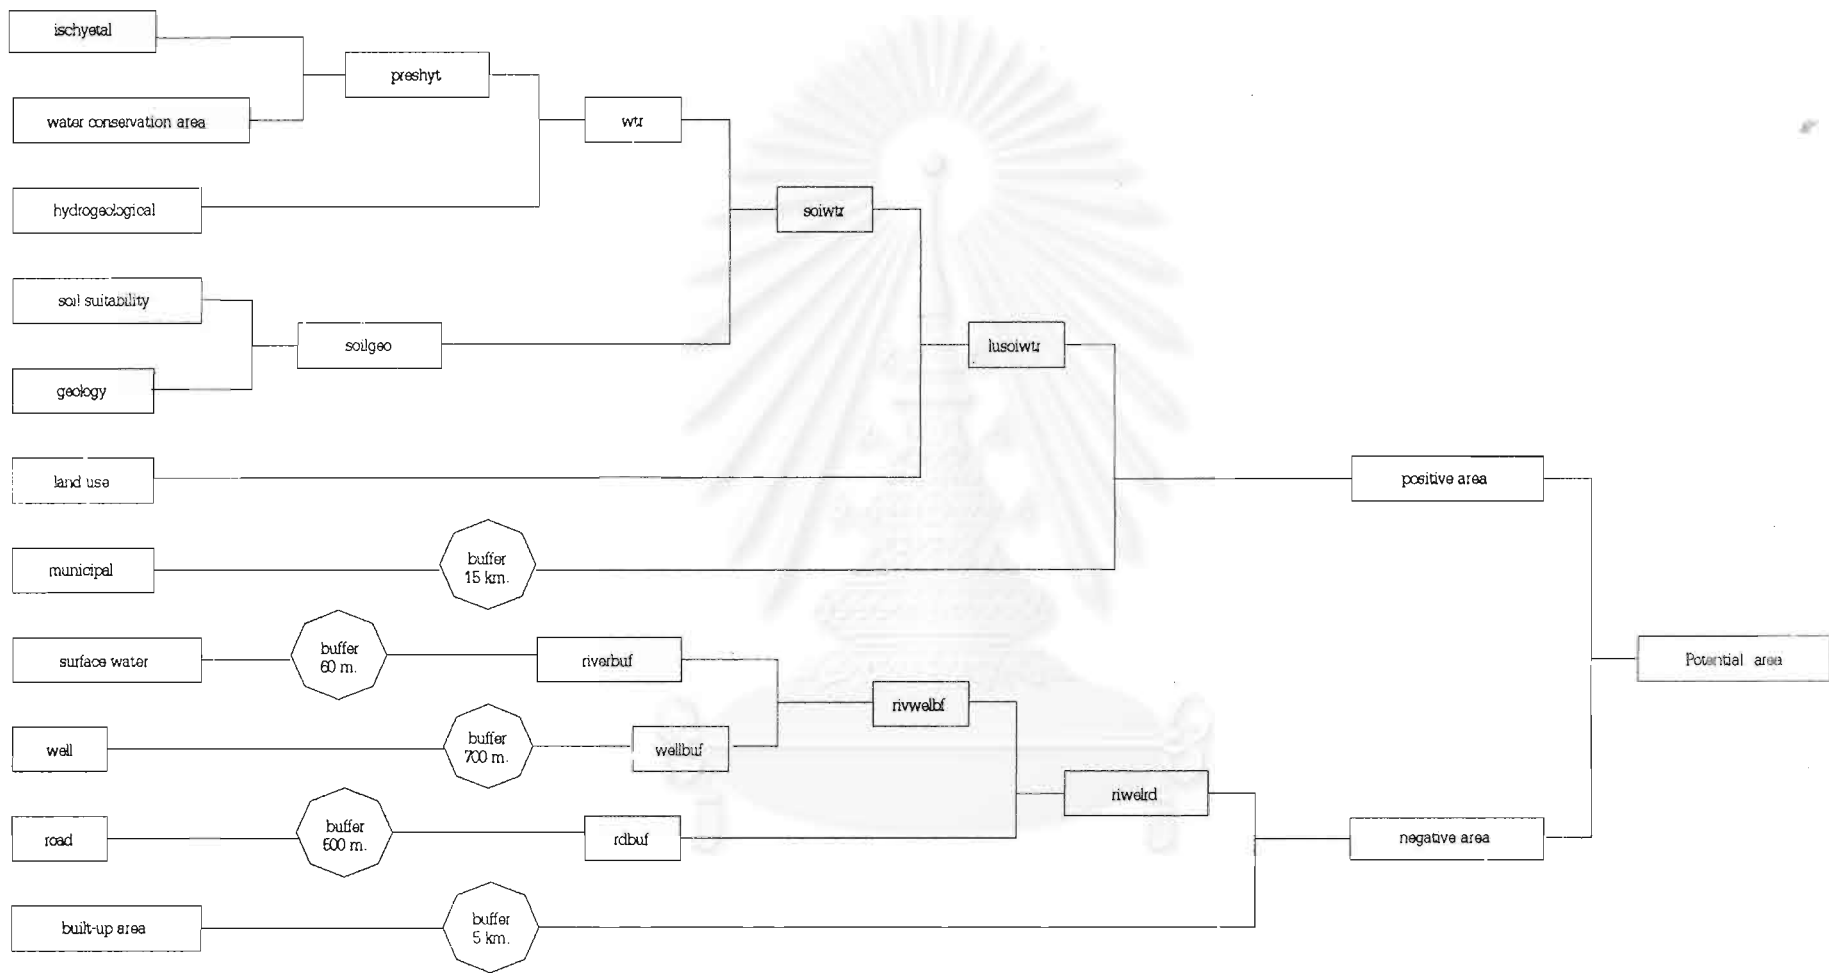 ischyetal
preshyt
water conservation area
wtr
hydrogeological
soiwtr
soil suitability
soilgeo
lusoiwtr
geology
land use
positive area
municipal
buffer
15 km.
surface water
buffer
60 m.
riverbuf
Potential area
rivwelbf
well
buffer
700 m.
wellbuf
riwelrd
road
buffer
500 m.
rdbuf
negative area
built-up area
buffer
5 km.